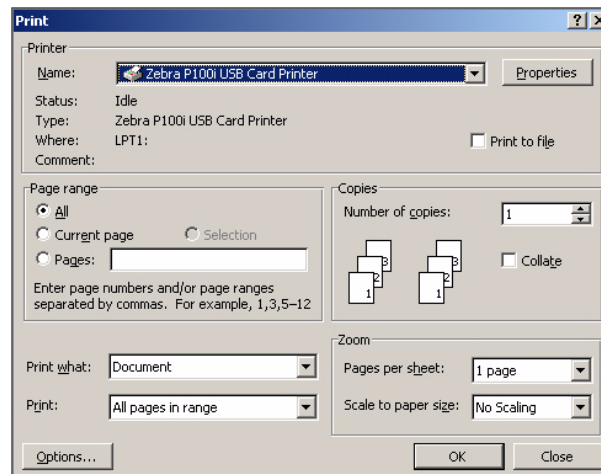 Print
Printer
Name: Zebra P100i USB Card Printer Properties
Status: Idle
Type: Zebra P100i USB Card Printer
Where: LPT1: Print to file
Comment:
Page range
All
Current page Selection
Pages:
Enter page numbers and/or page ranges
separated by commas. For example, 1,3,5–12
Copies
Number of copies: 1
3 3
2 2
1 1
Collate
Print what: Document
Print: All pages in range
Zoom
Pages per sheet: 1 page
Scale to paper size: No Scaling
Options... OK Close